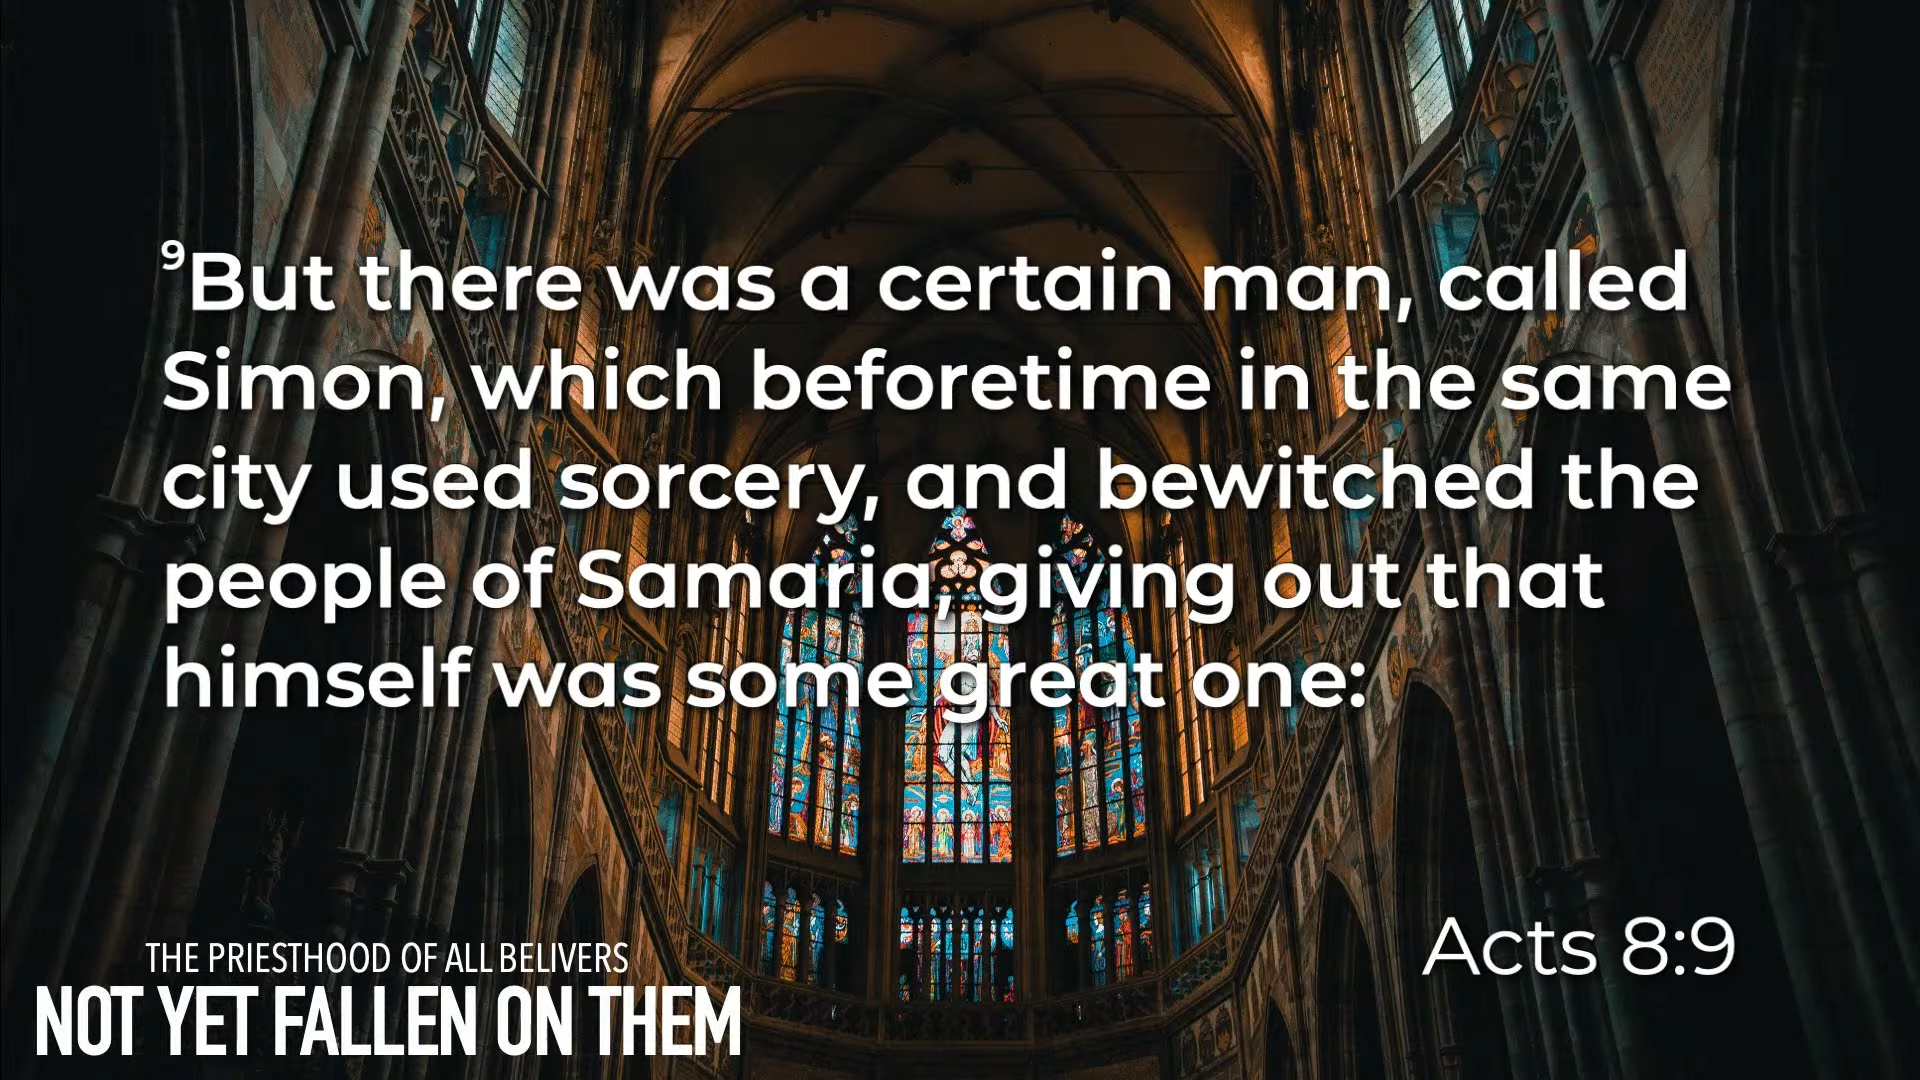 ⁹But there was a certain man, called
Simon, which beforetime in the same
city used sorcery, and bewitched the
people of Samaria, giving out that
himself was some great one:
Acts 8:9
THE PRIESTHOOD OF ALL BELIVERS
NOT YET FALLEN ON THEM